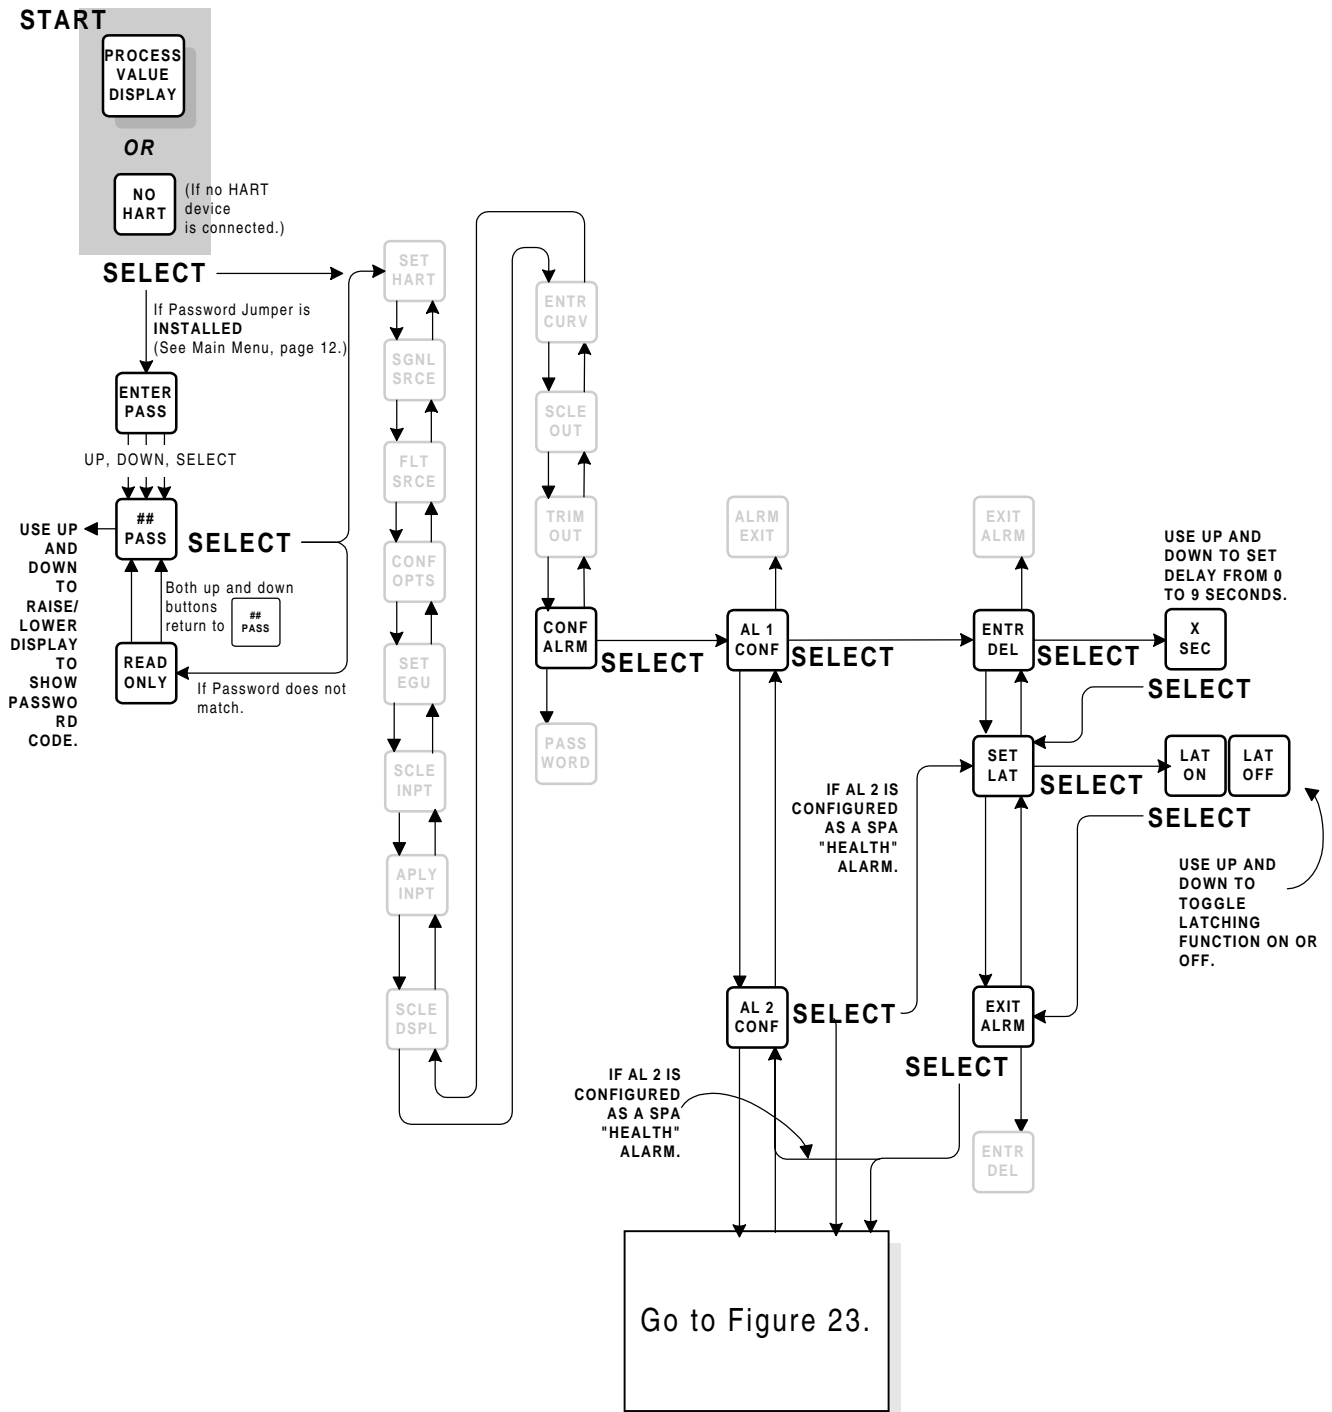 START
PROCESS
VALUE
DISPLAY
OR
NO
HART
(If no HART
device
is connected.)
SELECT
If Password Jumper is
INSTALLED
(See Main Menu, page 12.)
ENTER
PASS
UP, DOWN, SELECT
##
PASS
SELECT
USE UP
AND
DOWN
TO
RAISE/
LOWER
DISPLAY
TO
SHOW
PASSWO
RD
CODE.
Both up and down
buttons
return to
##
PASS
READ
ONLY
If Password does not
match.
SET
HART
SGNL
SRCE
FLT
SRCE
CONF
OPTS
SET
EGU
SCLE
INPT
APLY
INPT
SCLE
DSPL
ENTR
CURV
SCLE
OUT
TRIM
OUT
CONF
ALRM
SELECT
PASS
WORD
ALRM
EXIT
AL 1
CONF
SELECT
AL 2
CONF
SELECT
IF AL 2 IS
CONFIGURED
AS A SPA
"HEALTH"
ALARM.
EXIT
ALRM
ENTR
DEL
SELECT
USE UP AND
DOWN TO SET
DELAY FROM 0
TO 9 SECONDS.
X
SEC
SELECT
SET
LAT
SELECT
LAT
ON
LAT
OFF
SELECT
USE UP AND
DOWN TO
TOGGLE
LATCHING
FUNCTION ON OR
OFF.
EXIT
ALRM
SELECT
IF AL 2 IS
CONFIGURED
AS A SPA
"HEALTH"
ALARM.
ENTR
DEL
Go to Figure 23.